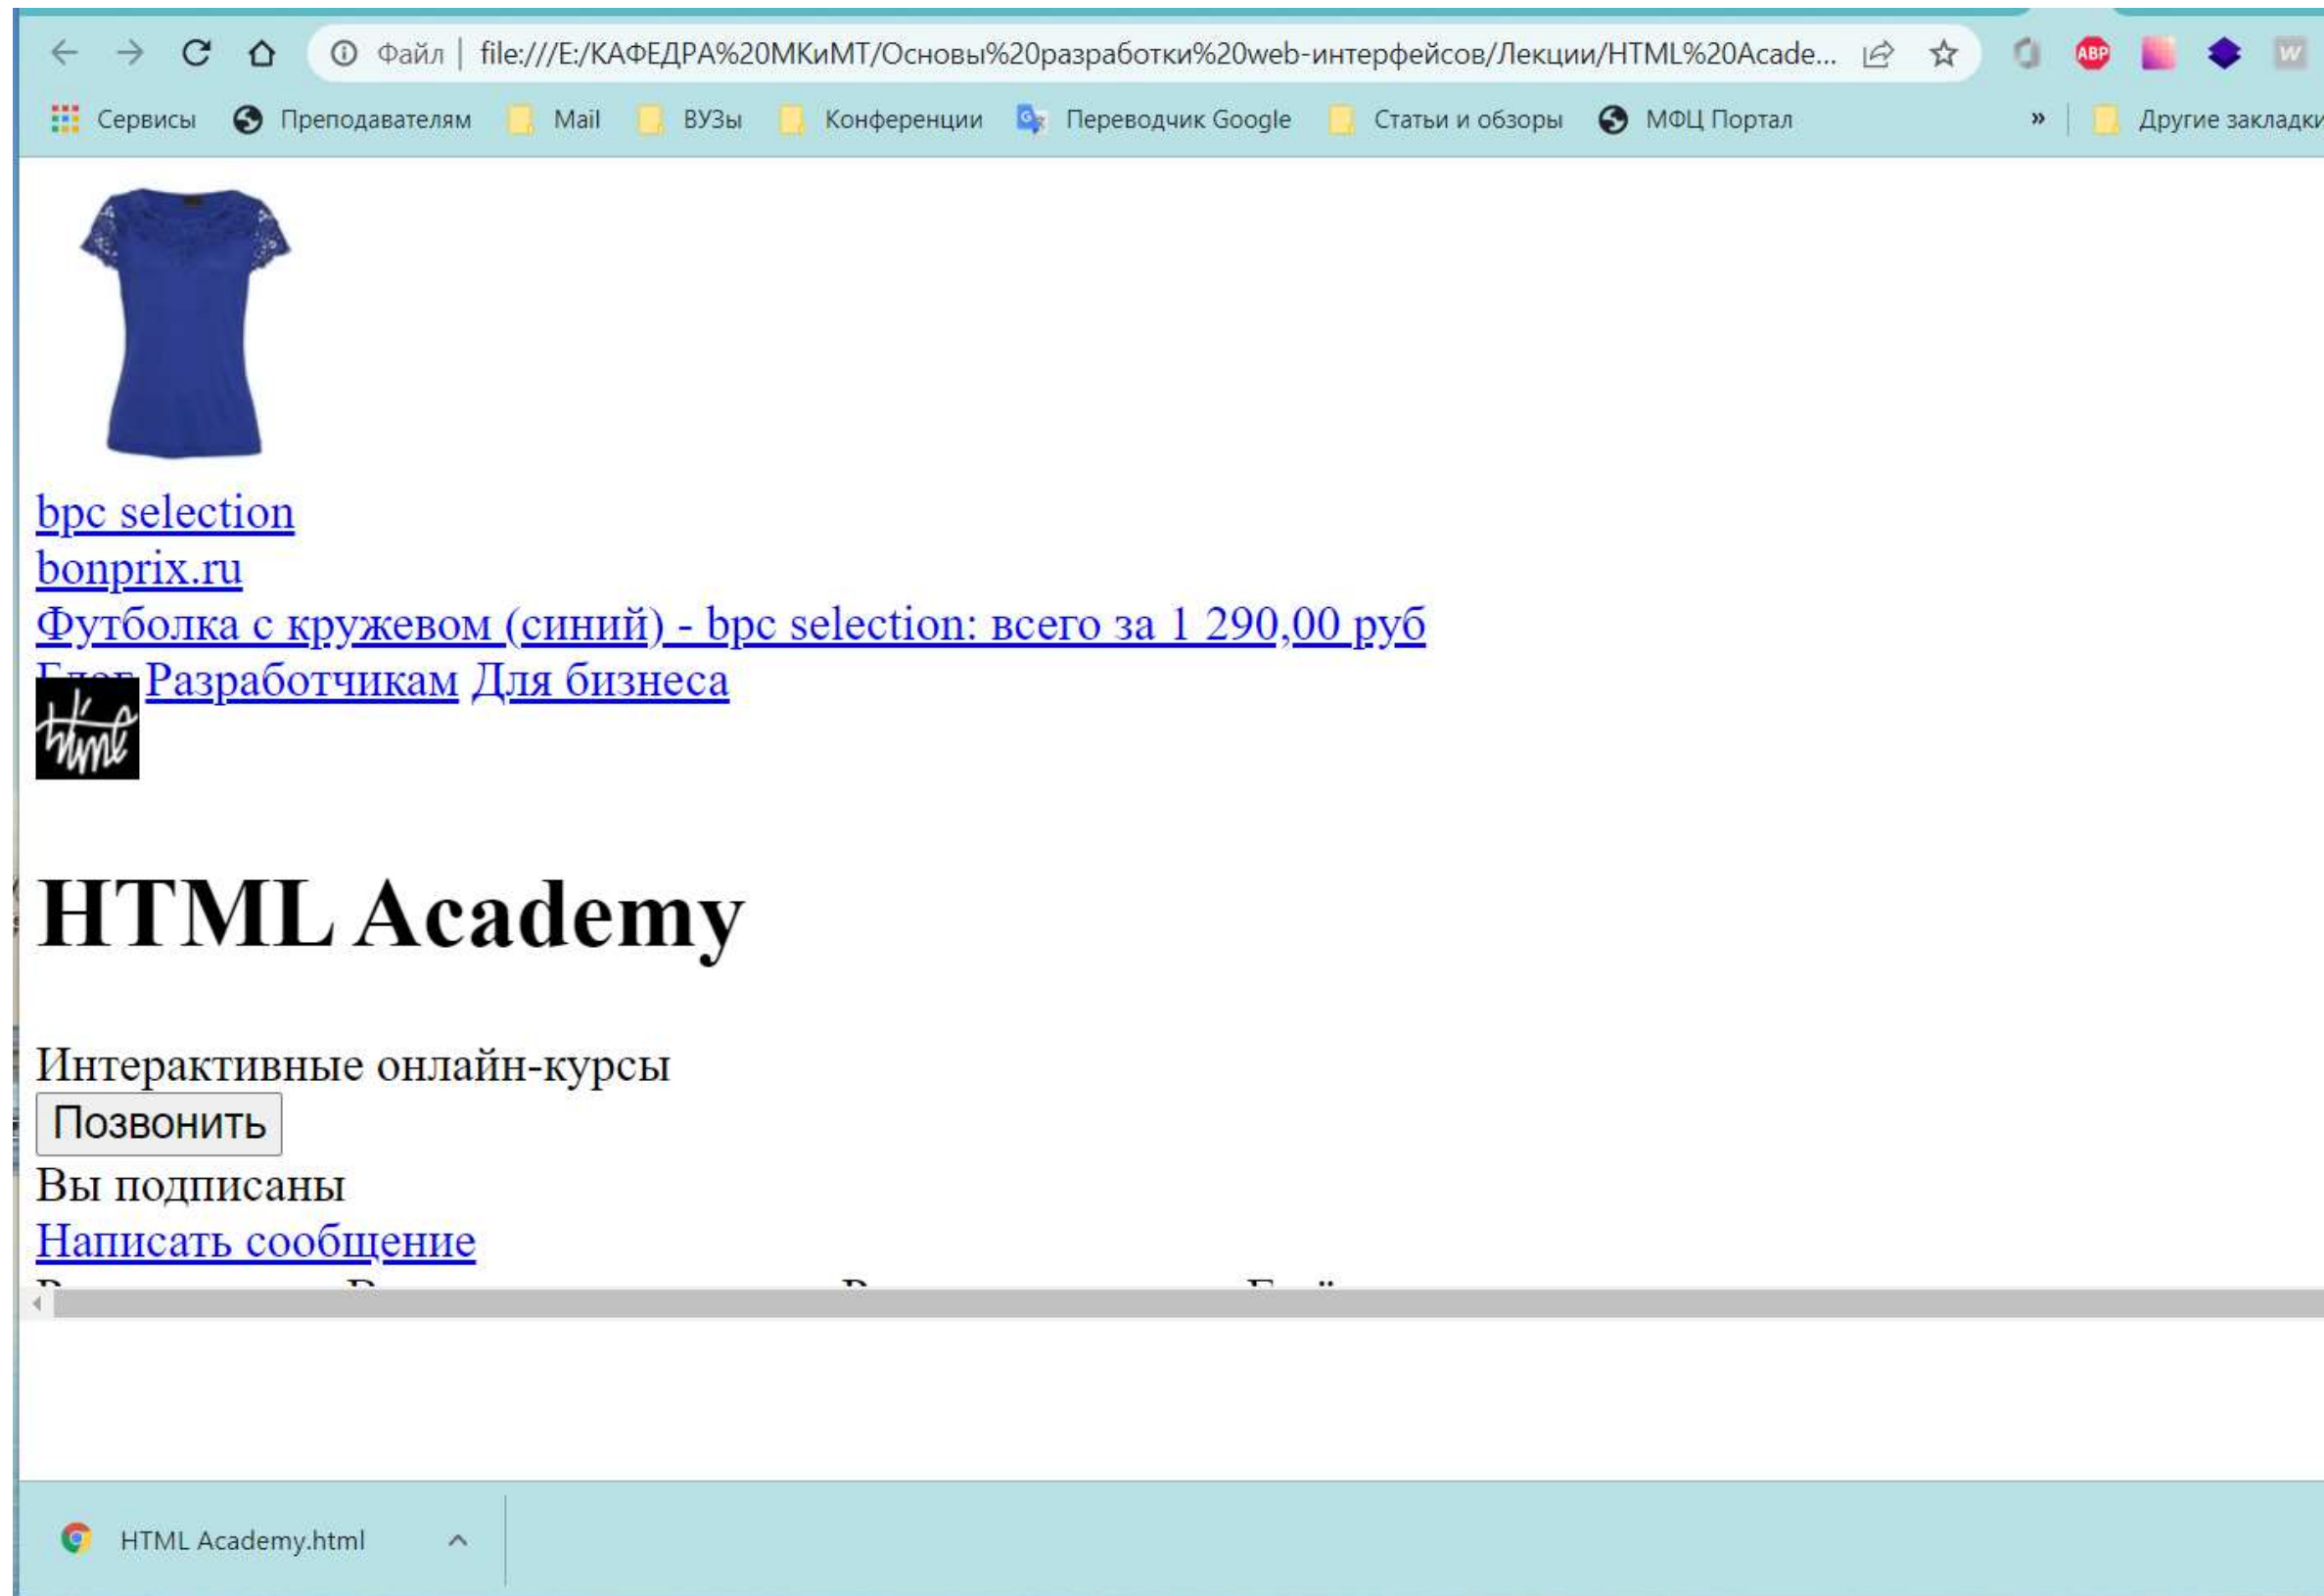 Файл | file:///E:/КАФЕДРА%20МКиМТ/Основы%20разработки%20web-интерфейсов/Лекции/HTML%20Acade... ABP W
Сервисы Преподавателям Mail ВУЗы Конференции Переводчик Google Статьи и обзоры МФЦ Портал » Другие закладки
bpc selection
bonprix.ru
Футболка с кружевом (синий) - bpc selection: всего за 1 290,00 руб
Разработчикам Для бизнеса
html
HTML Academy
Интерактивные онлайн-курсы
Позвонить
Вы подписаны
Написать сообщение
HTML Academy.html